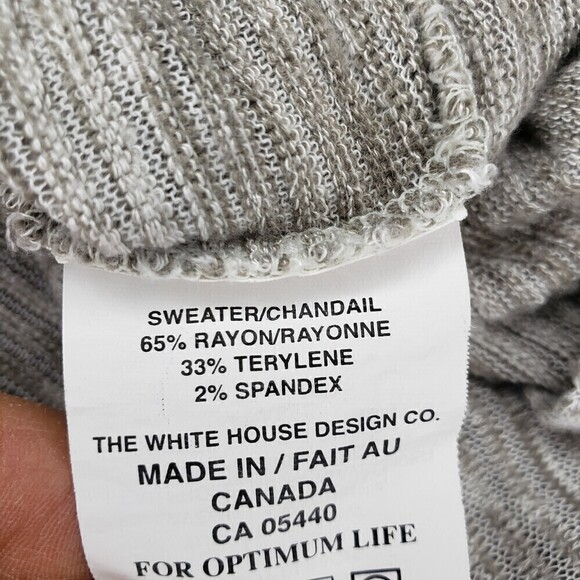 SWEATER/CHANDAIL
65% RAYON/RAYONNE
33% TERYLENE
2% SPANDEX
THE WHITE HOUSE DESIGN CO.
MADE IN / FAIT AU
CANADA
CA 05440
FOR OPTIMUM LIFE